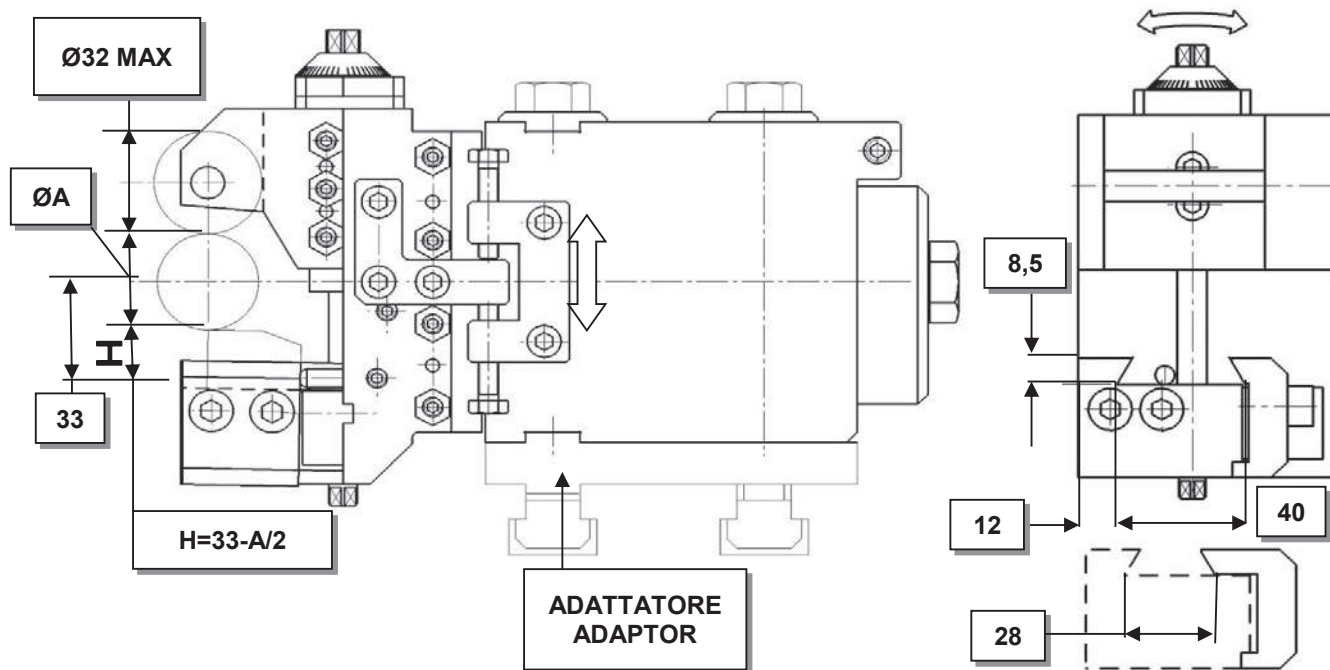 Ø32 MAX
ØA
H
33
H=33-A/2
ADATTATORE
ADAPTOR
8,5
12
40
28